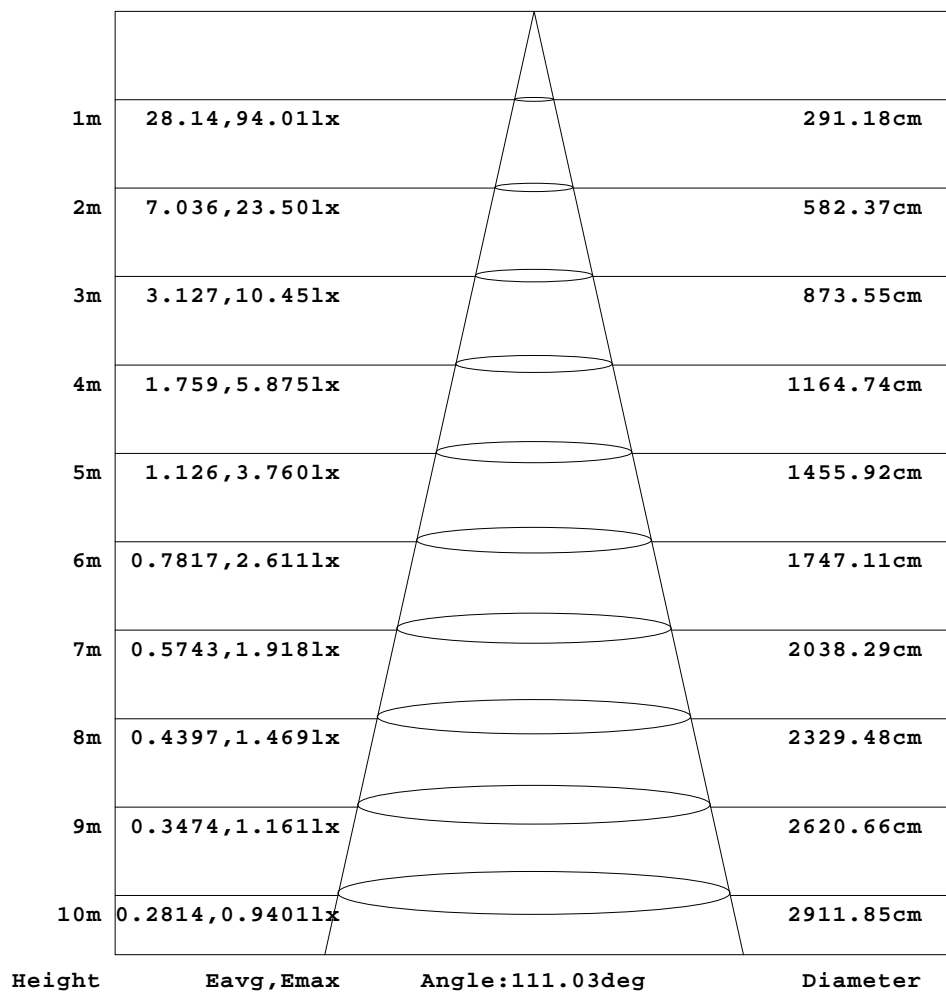 1m 28.14,94.01lx 291.18cm
2m 7.036,23.50lx 582.37cm
3m 3.127,10.45lx 873.55cm
4m 1.759,5.875lx 1164.74cm
5m 1.126,3.760lx 1455.92cm
6m 0.7817,2.611lx 1747.11cm
7m 0.5743,1.918lx 2038.29cm
8m 0.4397,1.469lx 2329.48cm
9m 0.3474,1.161lx 2620.66cm
10m 0.2814,0.9401lx 2911.85cm
Height Eavg,Emax Angle:111.03deg Diameter